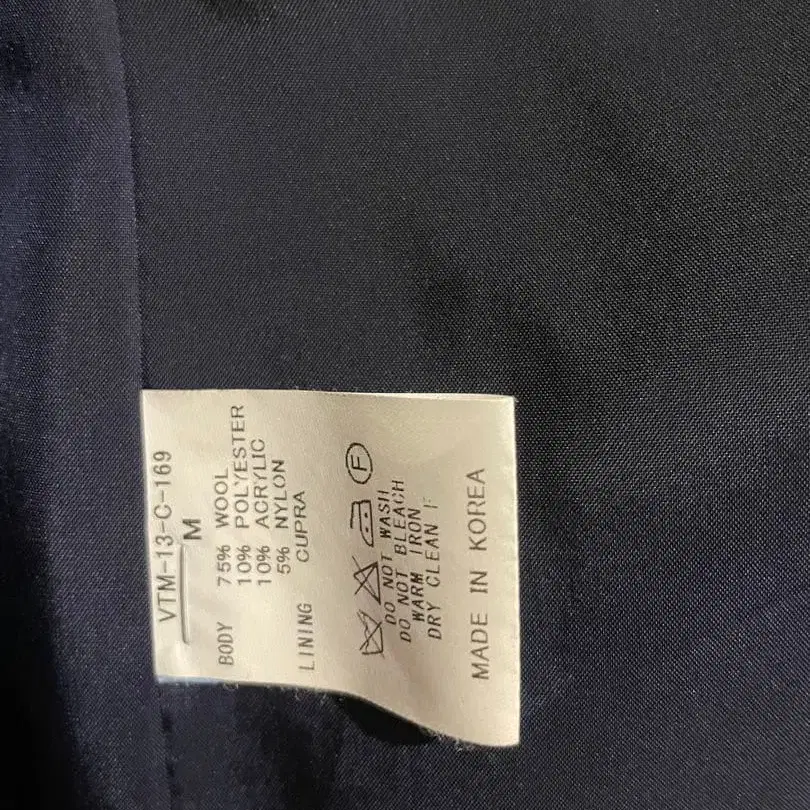 VTM-13-C-169
M
BODY 75% WOOL
10% POLYESTER
10% ACRYLIC
5% NYLON
LINING CUPRA
F
DO NOT WASH
DO NOT BLEACH
WARM IRON
DRY CLEAN
MADE IN KOREA